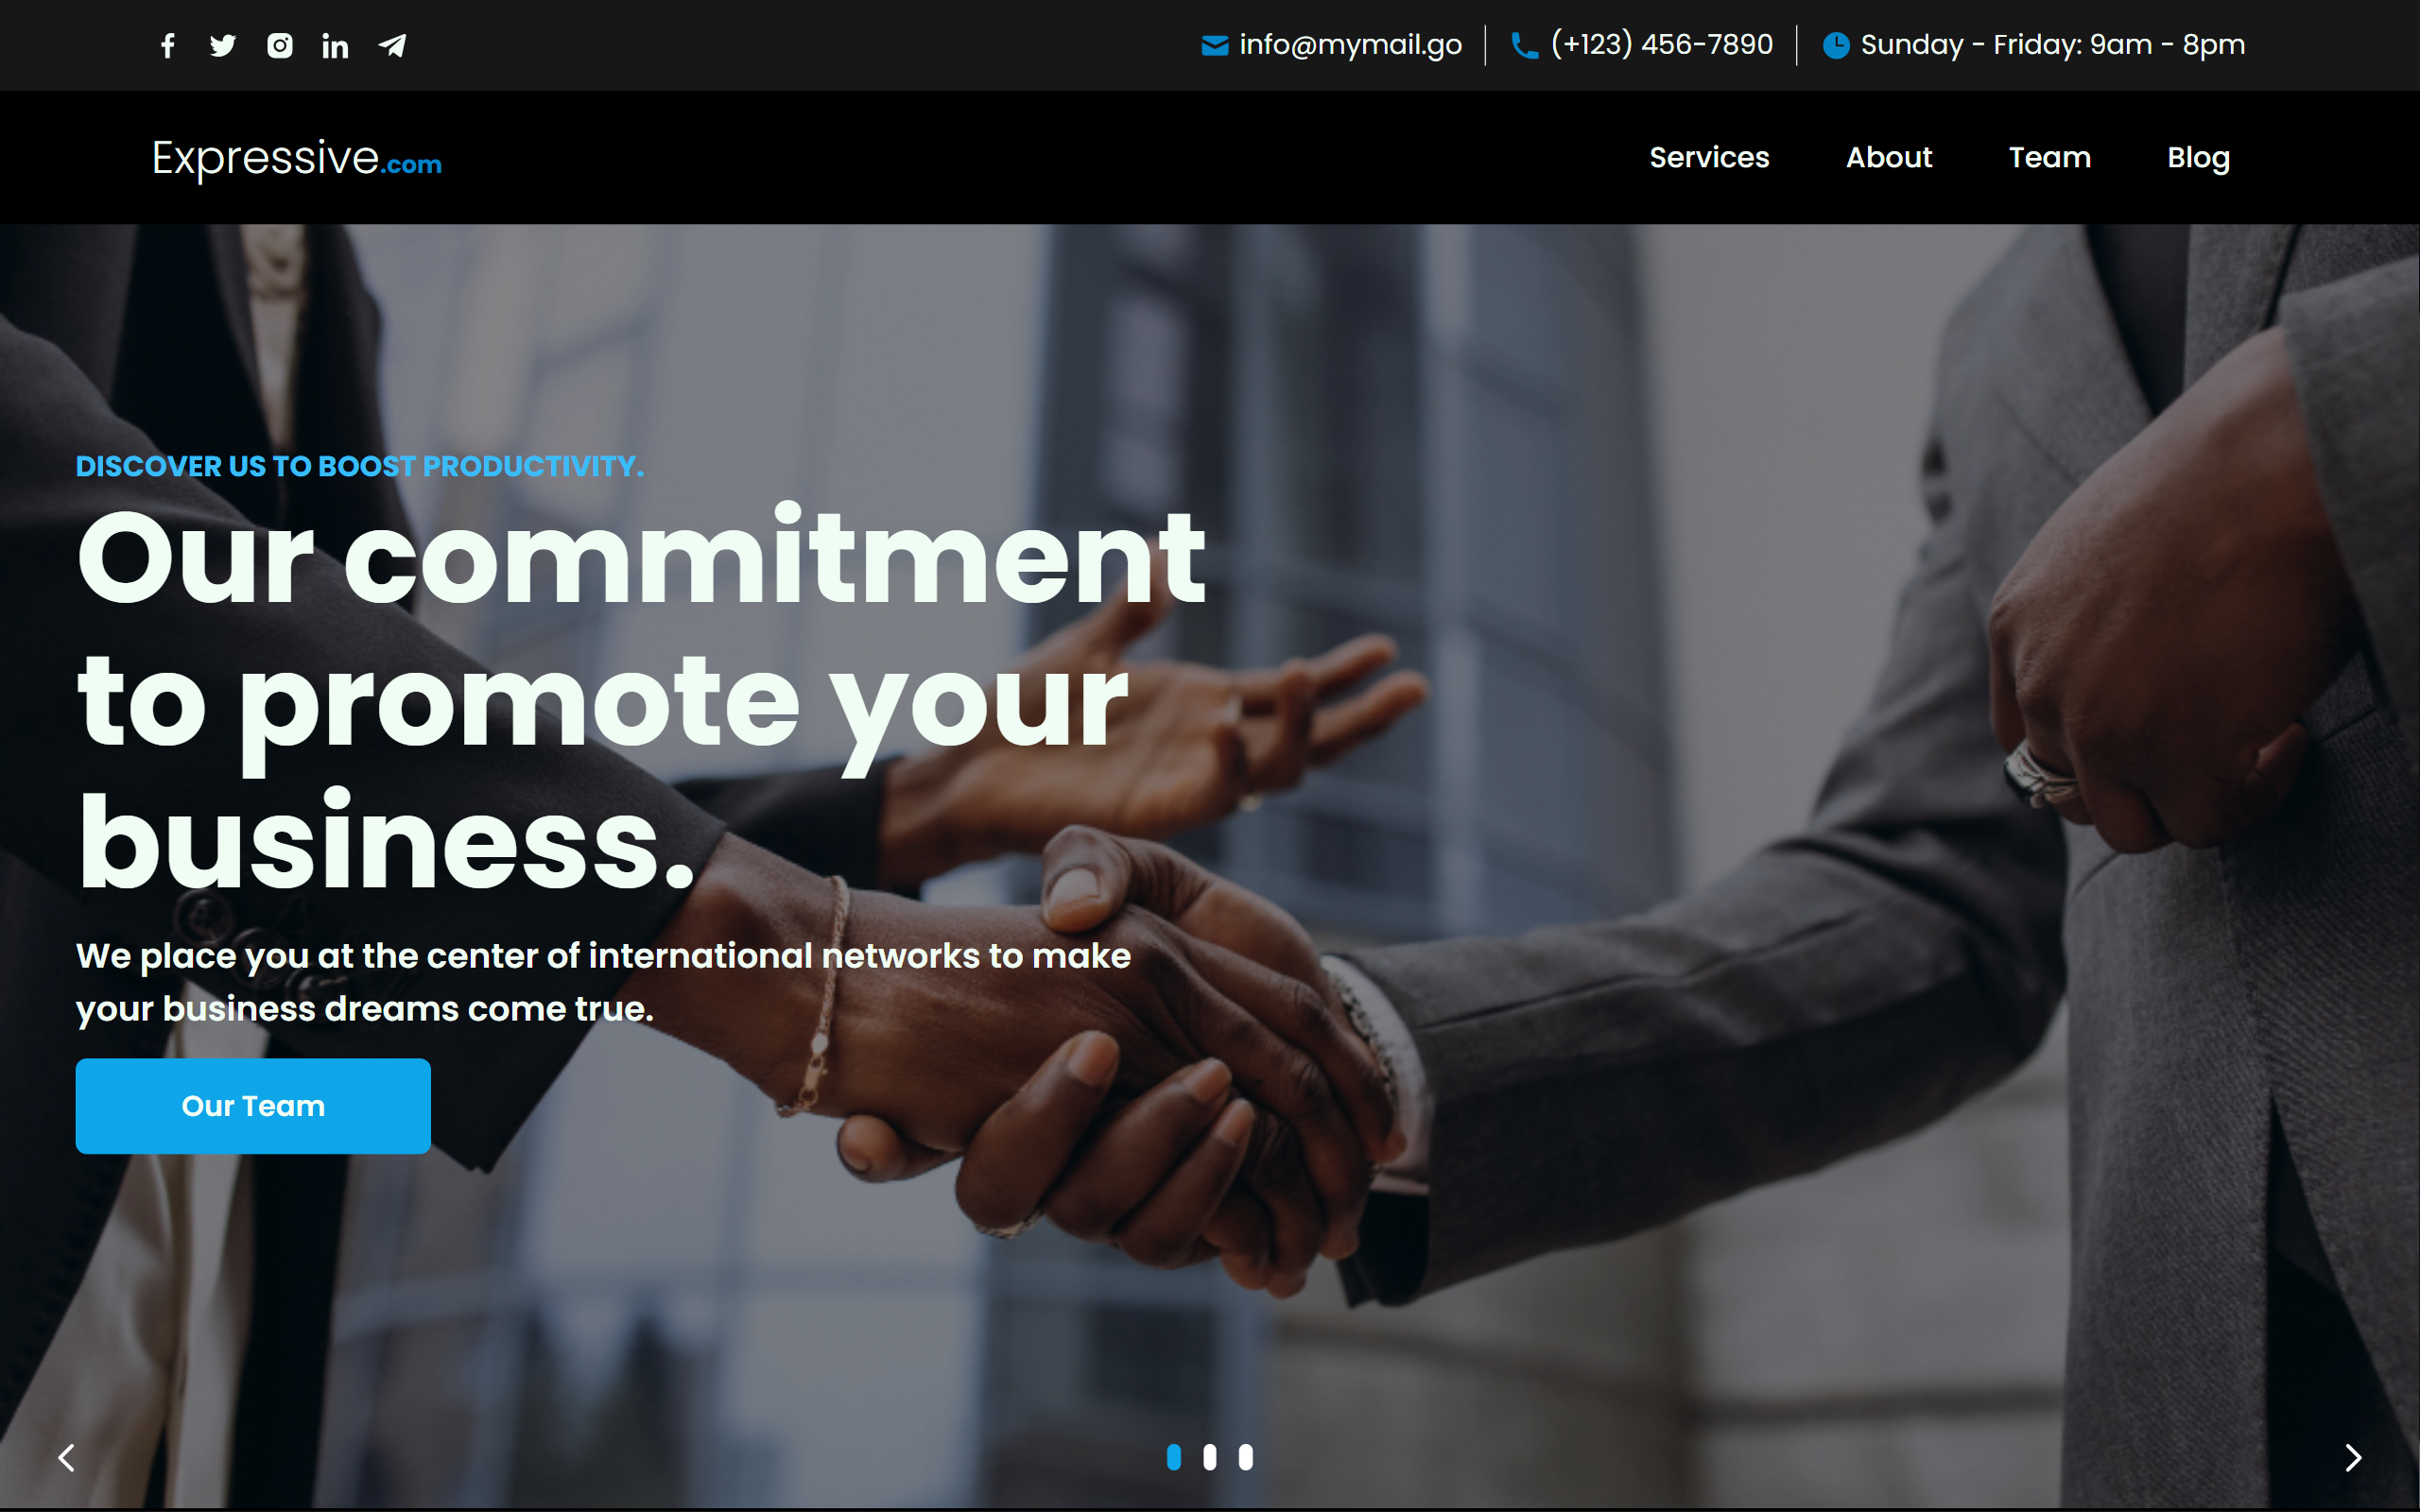 info@mymail.go
(+123) 456-7890
Sunday - Friday: 9am - 8pm
Expressive.com
Services
About
Team
Blog
DISCOVER US TO BOOST PRODUCTIVITY.
Our commitment
to promote your
business.
We place you at the center of international networks to make
your business dreams come true.
Our Team